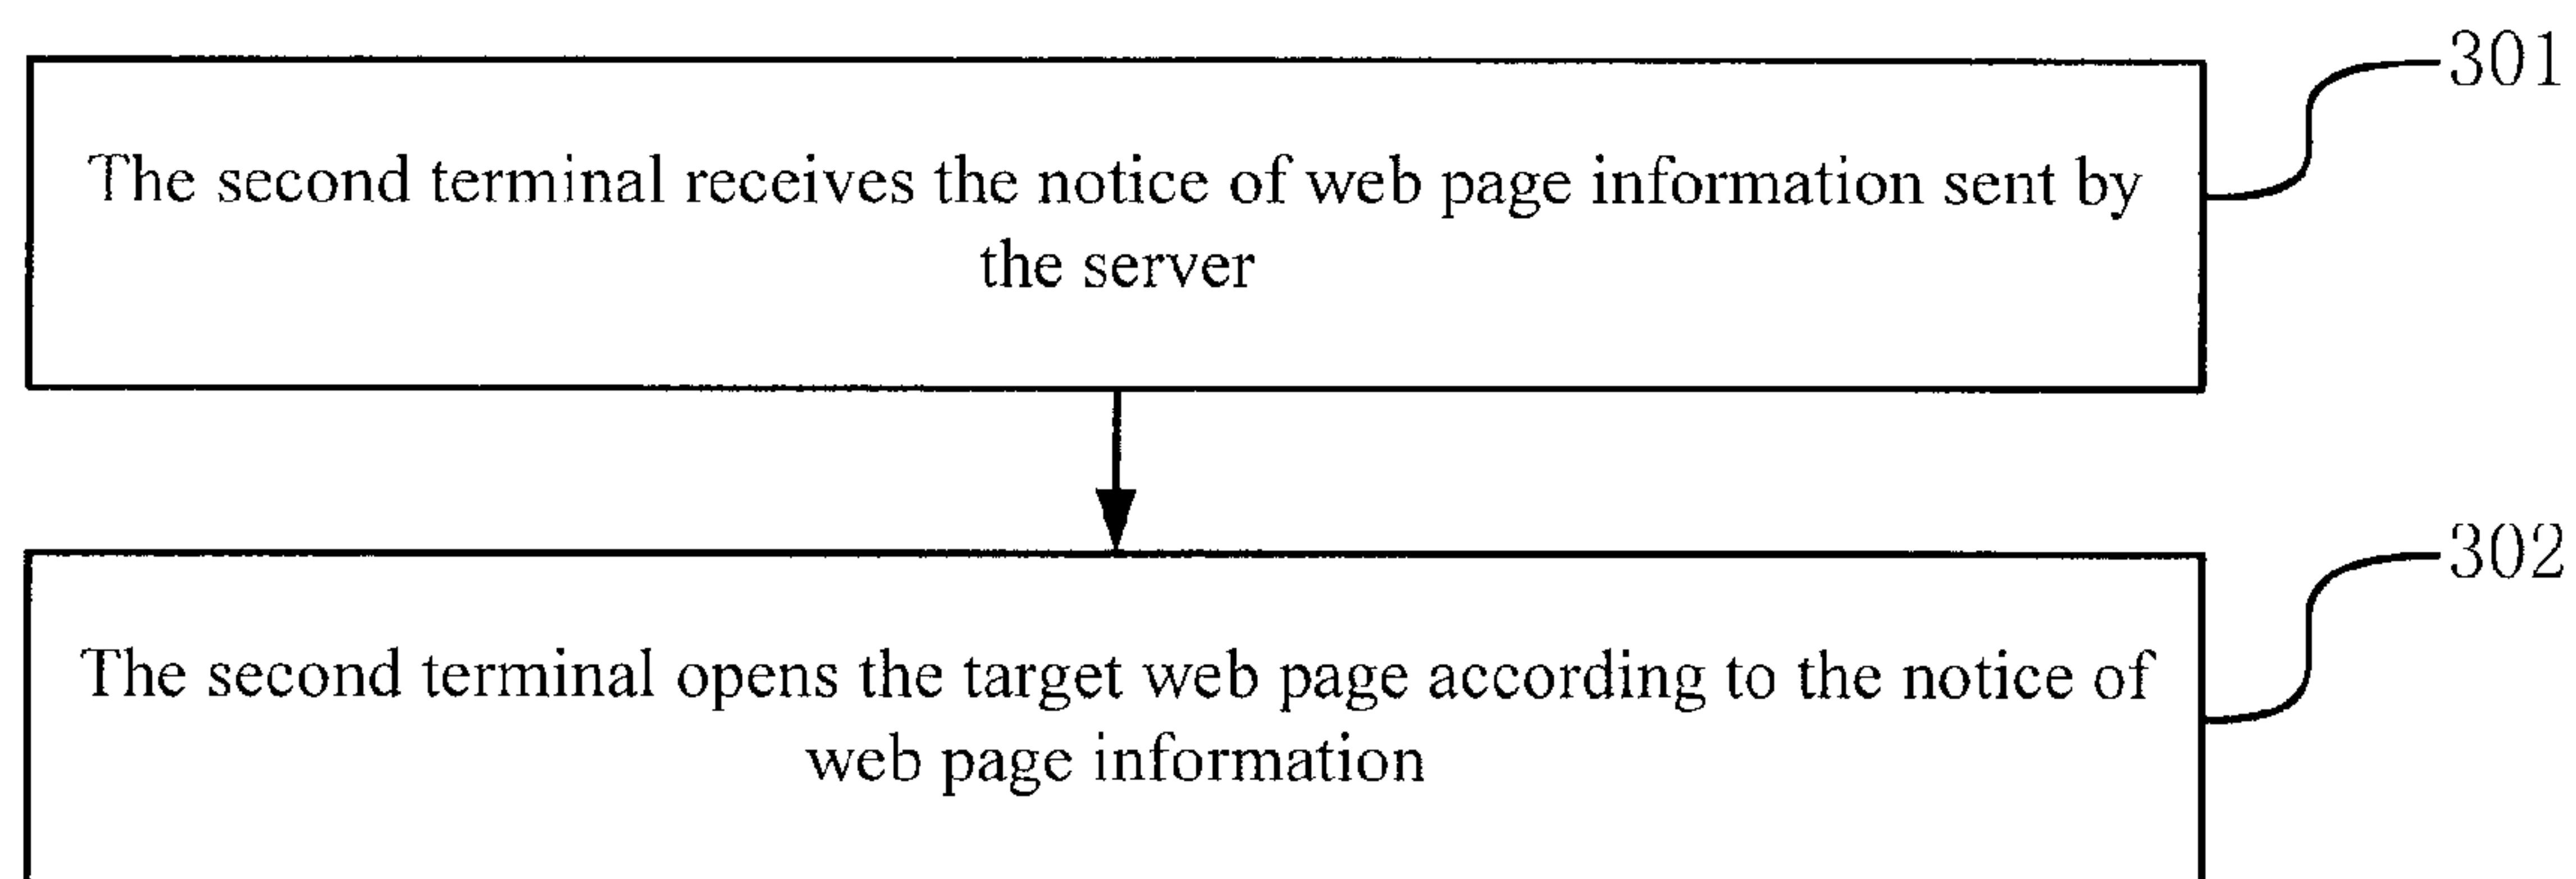 301
The second terminal receives the notice of web page information sent by
the server
302
The second terminal opens the target web page according to the notice of
web page information